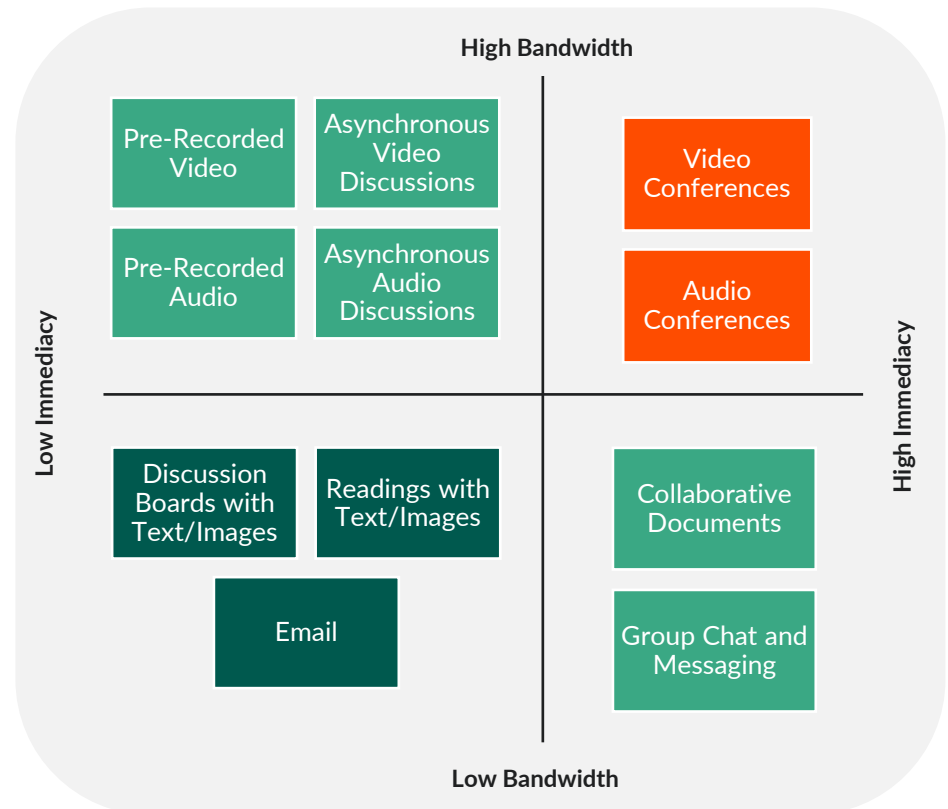 High Bandwidth
Pre-Recorded
Video
Asynchronous
Video
Discussions
Video
Conferences
Pre-Recorded
Audio
Asynchronous
Audio
Discussions
Audio
Conferences
Low Immediacy
High Immediacy
Discussion
Boards with
Text/Images
Readings with
Text/Images
Collaborative
Documents
Email
Group Chat and
Messaging
Low Bandwidth